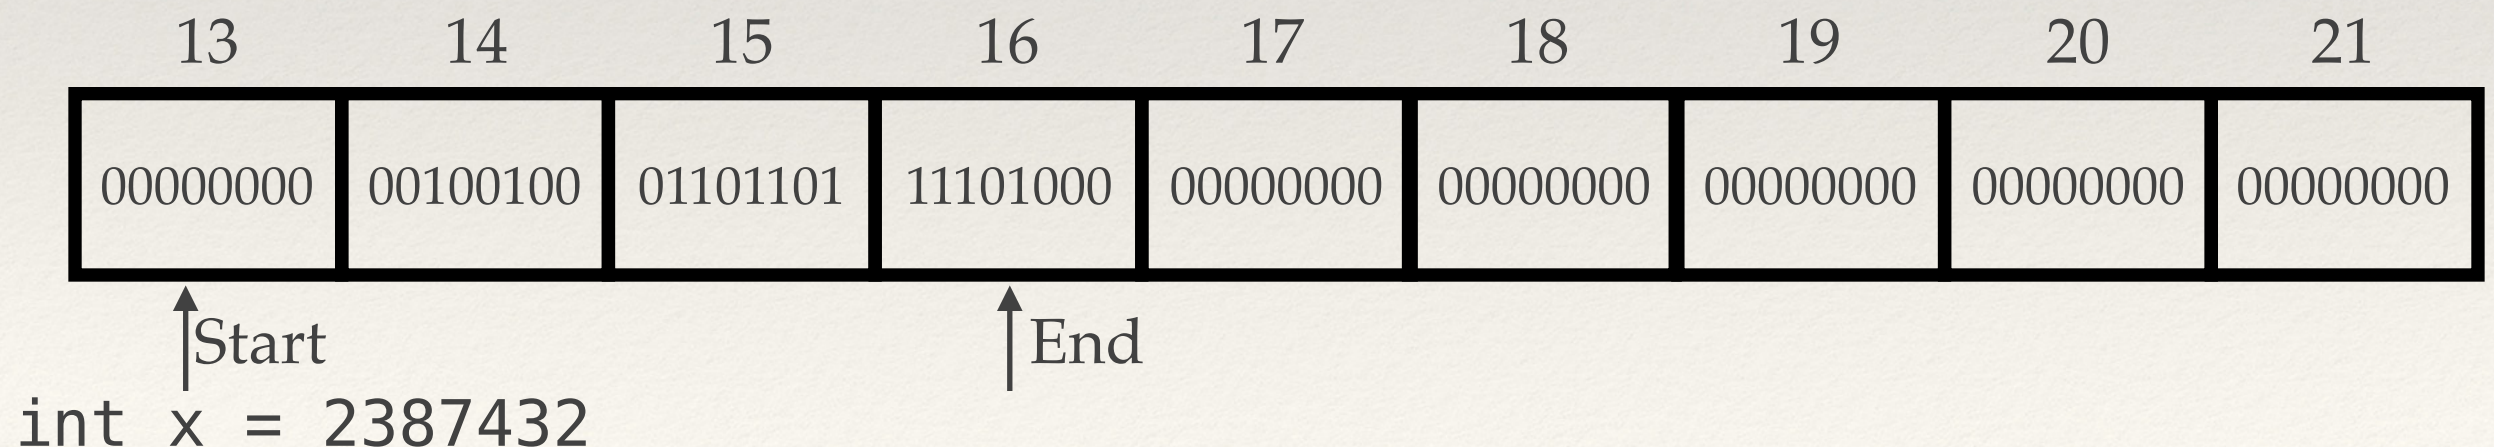 13 14 15 16 17 18 19 20 21
00000000 00100100 01101101 11101000 00000000 00000000 00000000 00000000 00000000
Start End
int x = 2387432